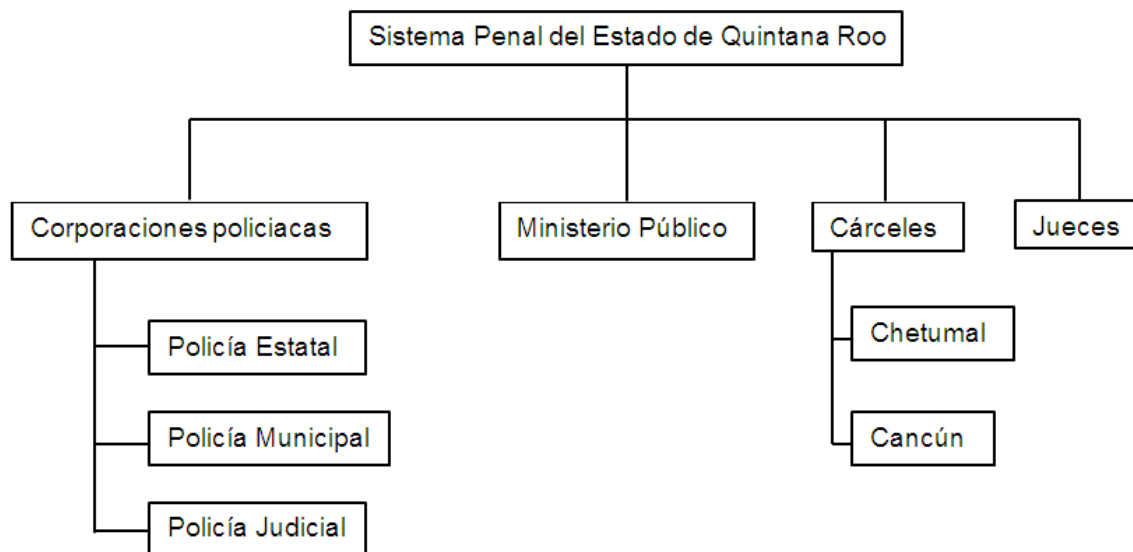 Sistema Penal del Estado de Quintana Roo
Corporaciones policiacas
Ministerio Público
Cárceles
Jueces
Policía Estatal
Policía Municipal
Policía Judicial
Chetumal
Cancún